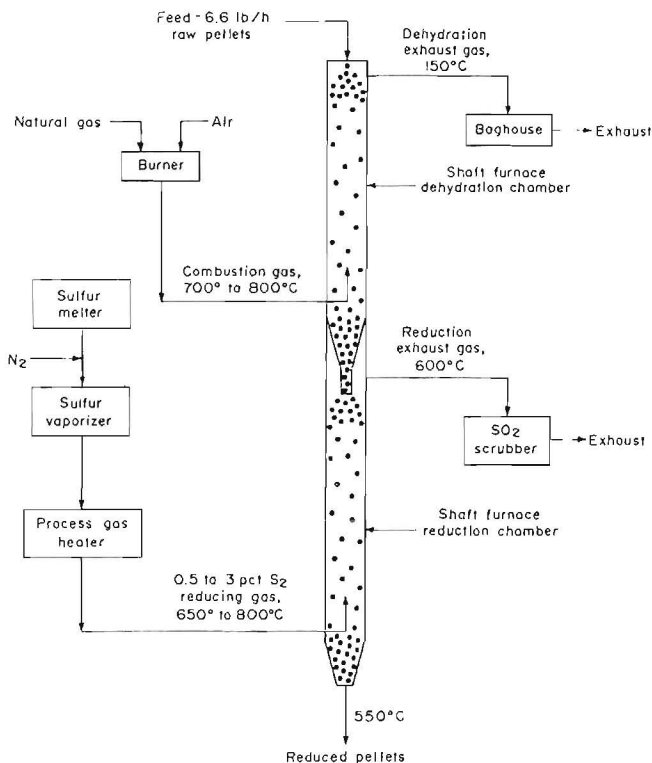 Feed - 6.6 lb/h
raw pellets
Dehydration
exhaust gas,
150°C
Natural gas
Air
Burner
Baghouse
Exhaust
Shaft furnace
dehydration chamber
Combustion gas,
700° to 800°C
Sulfur
melter
N2
Reduction
exhaust gas,
600°C
Sulfur
vaporizer
SO2
scrubber
Exhaust
Process gas
heater
Shaft furnace
reduction chamber
0.5 to 3 pct S2
reducing gas,
650° to 800°C
550°C
Reduced pellets